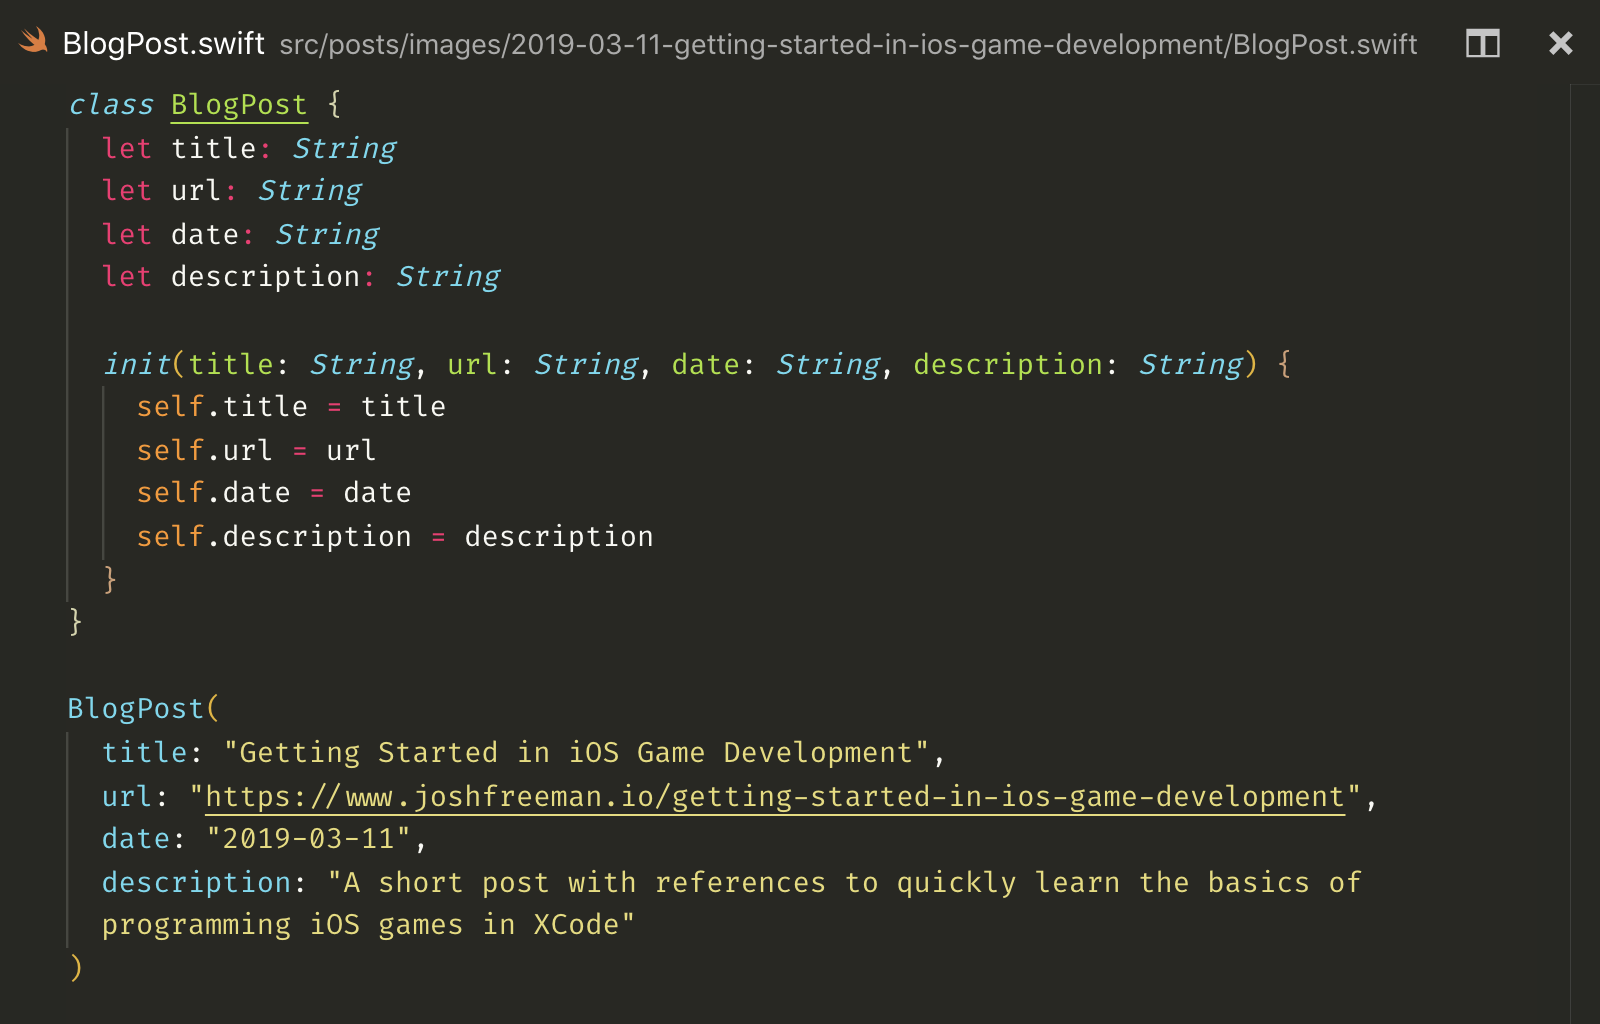 BlogPost.swift src/posts/images/2019-03-11-getting-started-in-ios-game-development/BlogPost.swift
class BlogPost {
  let title: String
  let url: String
  let date: String
  let description: String

  init(title: String, url: String, date: String, description: String) {
    self.title = title
    self.url = url
    self.date = date
    self.description = description
  }
}

BlogPost(
  title: "Getting Started in iOS Game Development",
  url: "https://www.joshfreeman.io/getting-started-in-ios-game-development",
  date: "2019-03-11",
  description: "A short post with references to quickly learn the basics of
  programming iOS games in XCode"
)